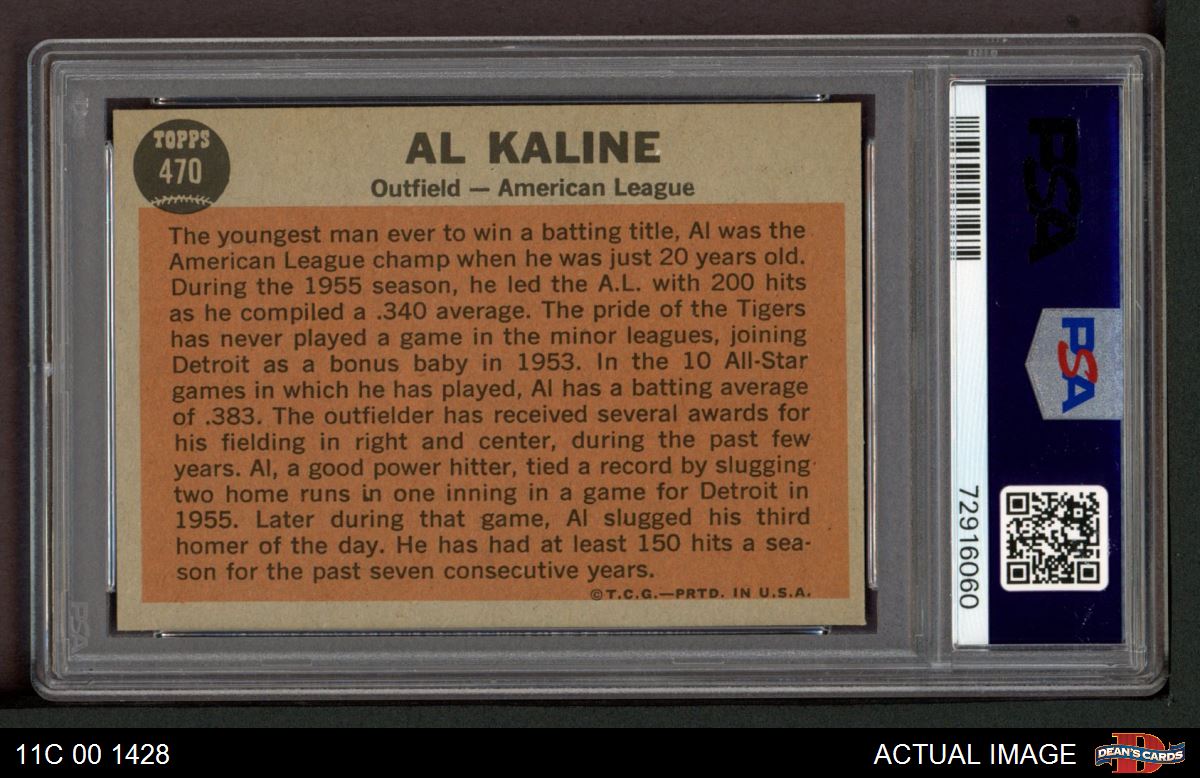 TOPPS
470
AL KALINE
Outfield — American League
The youngest man ever to win a batting title, Al was the
American League champ when he was just 20 years old.
During the 1955 season, he led the A.L. with 200 hits
as he compiled a .340 average. The pride of the Tigers
has never played a game in the minor leagues, joining
Detroit as a bonus baby in 1953. In the 10 All-Star
games in which he has played, Al has a batting average
of .383. The outfielder has received several awards for
his fielding in right and center, during the past few
years. Al, a good power hitter, tied a record by slugging
two home runs in one inning in a game for Detroit in
1955. Later during that game, Al slugged his third
homer of the day. He has had at least 150 hits a sea-
son for the past seven consecutive years.
©T.C.G.—PRTD. IN U.S.A.
PSA
PSA
72916060
PSA
11C 00 1428
ACTUAL IMAGE
D
DEAN'S CARDS